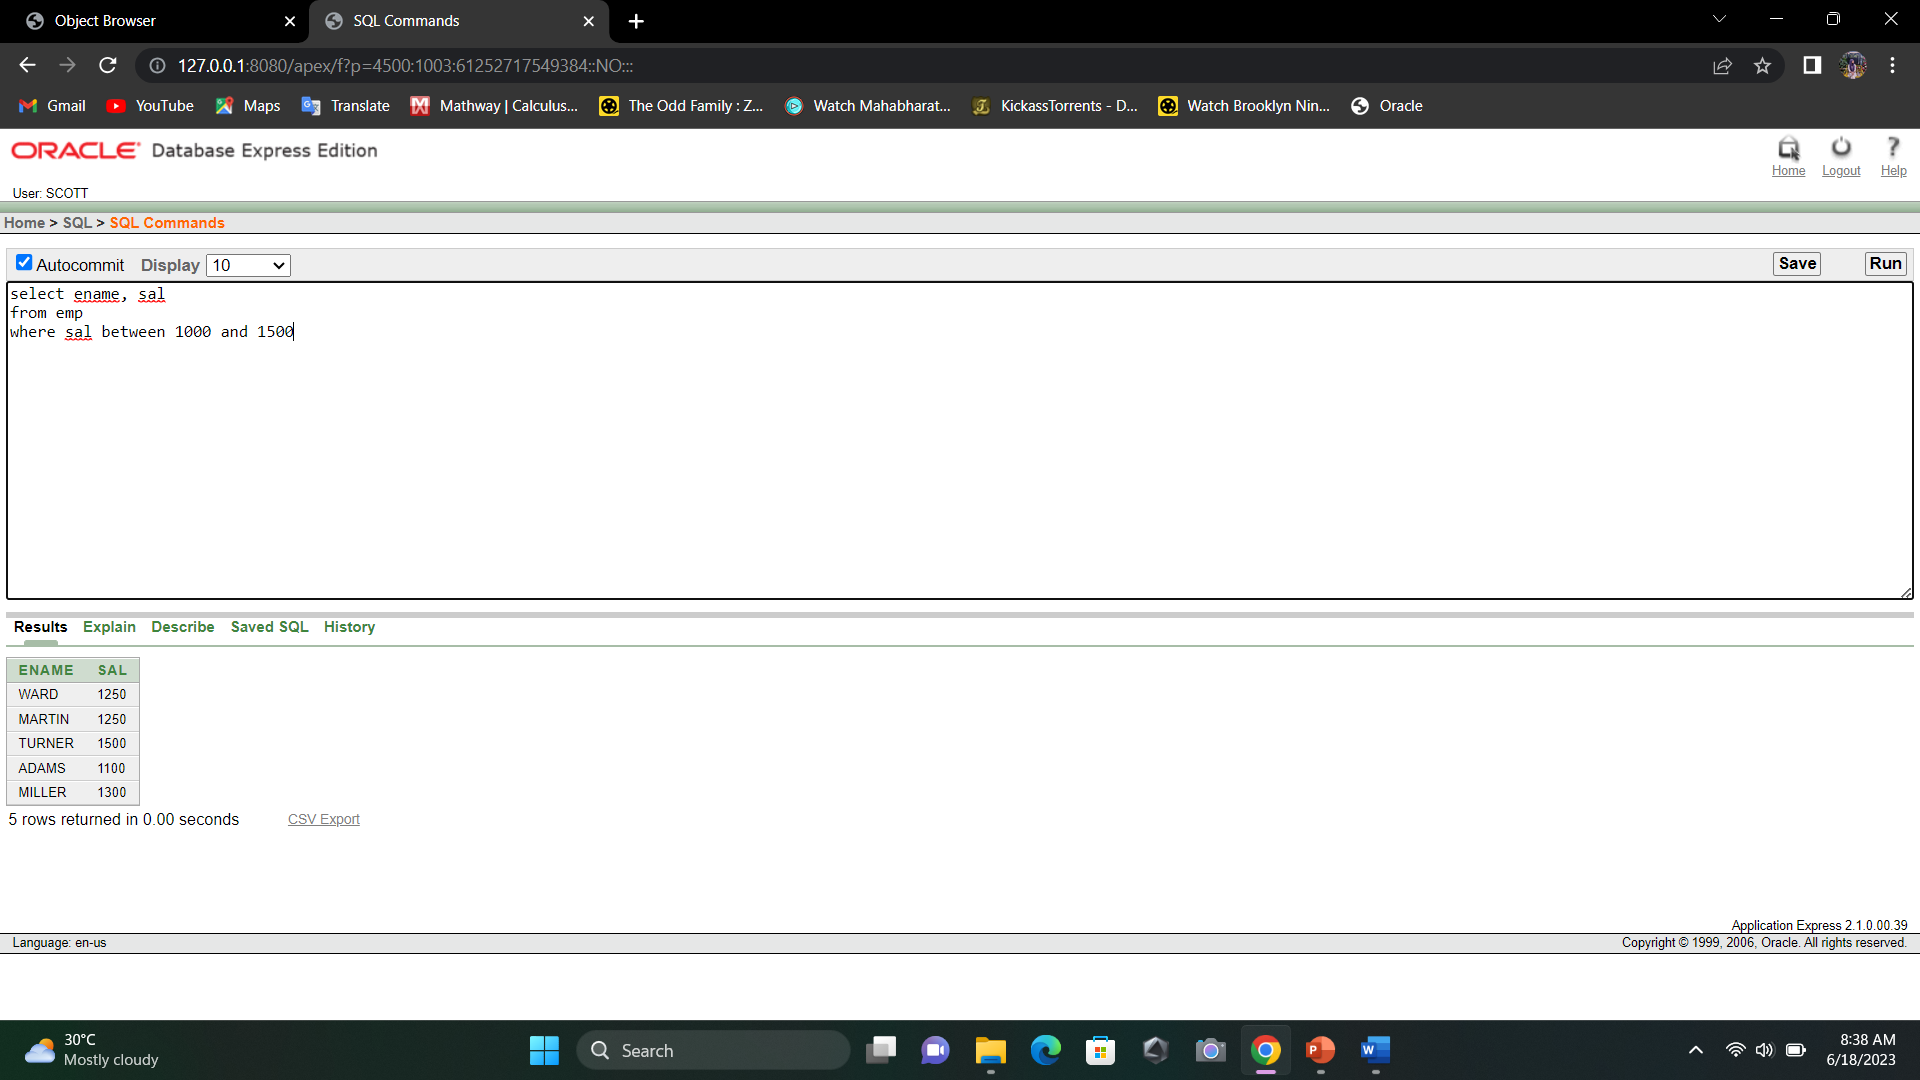 Object Browser
SQL Commands
127.0.0.1:8080/apex/f?p=4500:1003:61252717549384::NO:::
Gmail YouTube Maps Translate Mathway | Calculus... The Odd Family : Z... Watch Mahabharat... KickassTorrents - D... Watch Brooklyn Nin... Oracle
ORACLE Database Express Edition
Home Logout Help
User: SCOTT
Home > SQL > SQL Commands
Autocommit Display 10 Save Run
select ename, sal
from emp
where sal between 1000 and 1500
Results Explain Describe Saved SQL History
ENAME SAL
WARD 1250
MARTIN 1250
TURNER 1500
ADAMS 1100
MILLER 1300
5 rows returned in 0.00 seconds CSV Export
Application Express 2.1.0.00.39
Language: en-us Copyright © 1999, 2006, Oracle. All rights reserved.
30°C
Mostly cloudy
Search
8:38 AM
6/18/2023